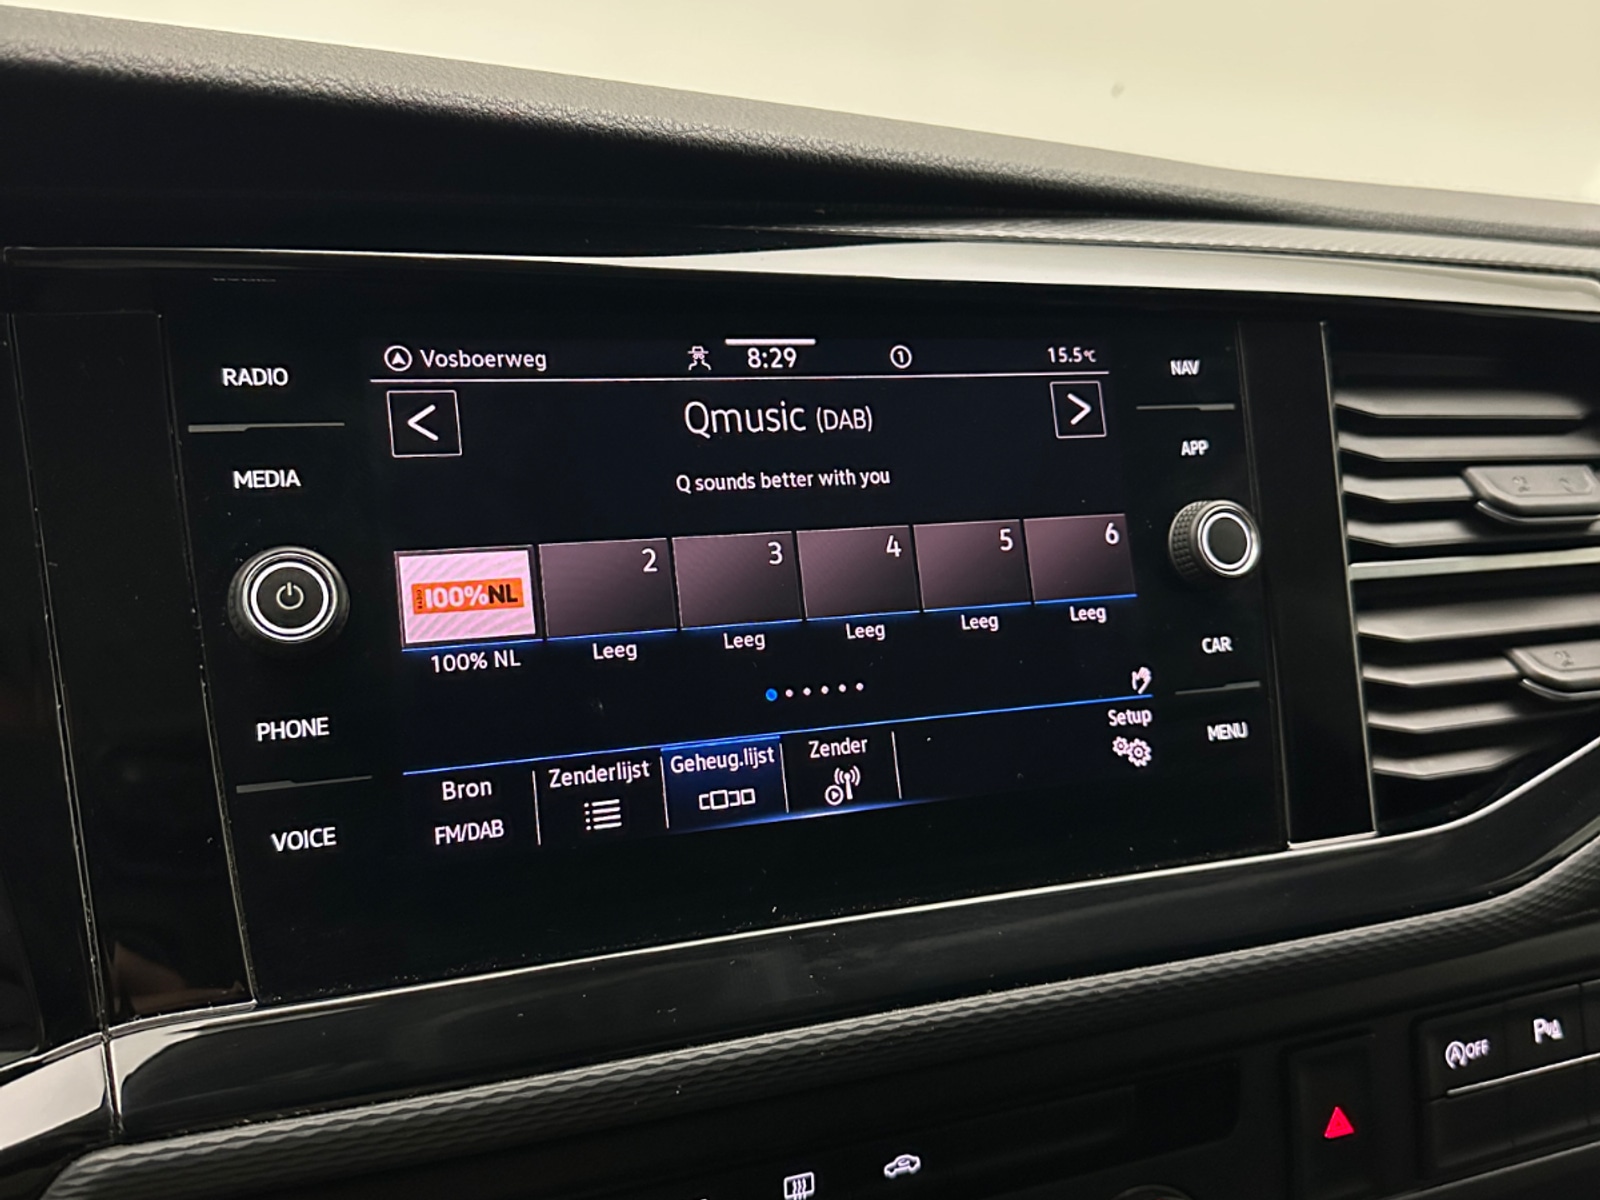 RADIO
MEDIA
PHONE
VOICE
Vosboerweg
8:29
1
15.5°C
<
Qmusic (DAB)
>
Q sounds better with you
100%NL
2
3
4
5
6
100% NL
Leeg
Leeg
Leeg
Leeg
Leeg
Setup
Bron
FM/DAB
Zenderlijst
Geheug.lijst
Zender
NAV
APP
CAR
MENU
A OFF
P